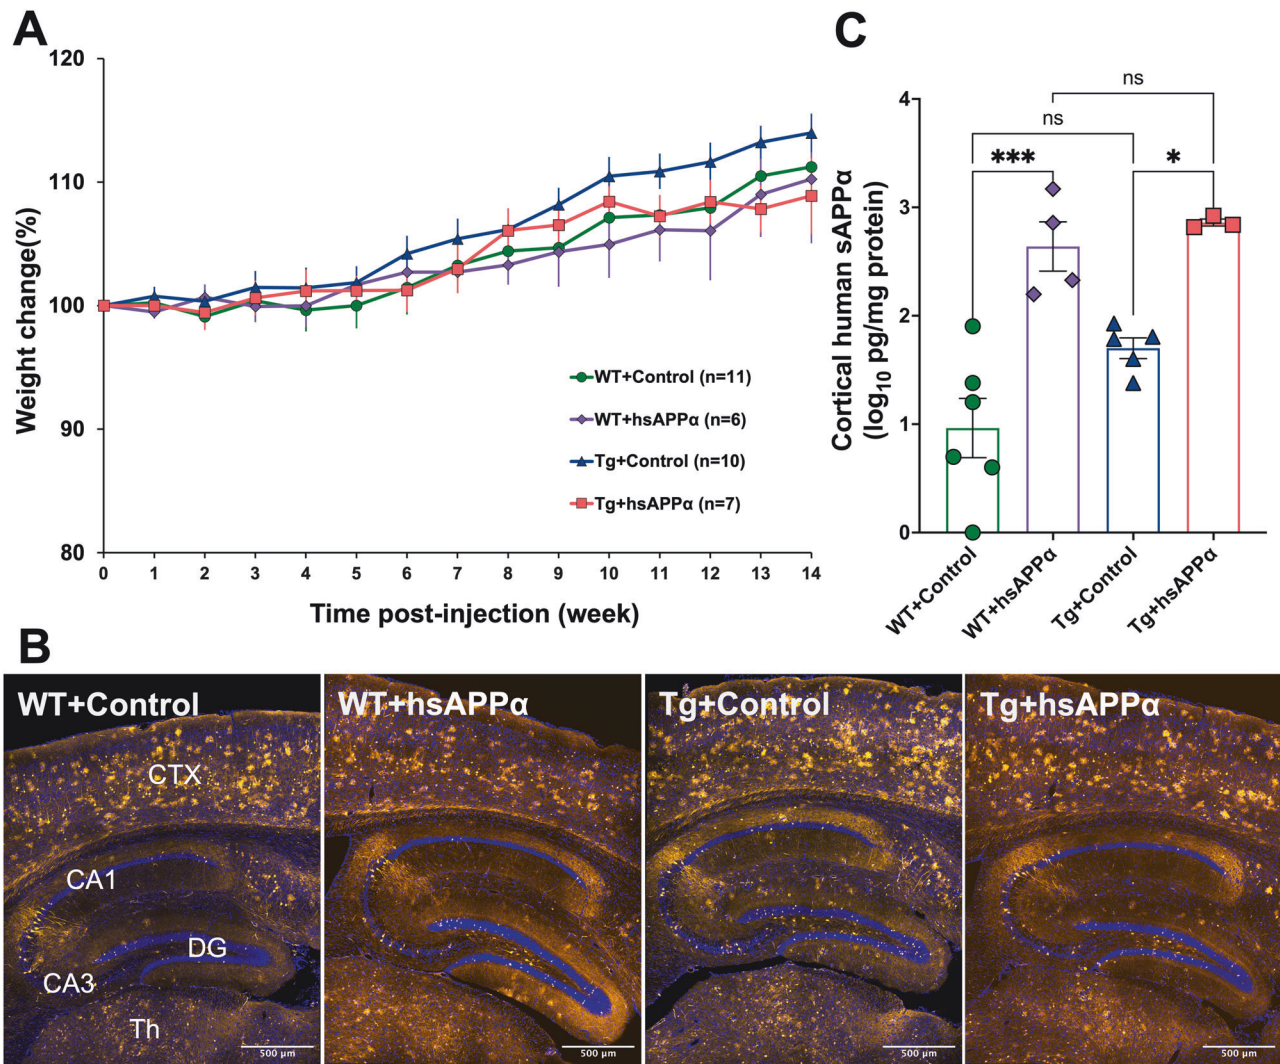 A
120
110
100
90
80
Weight change(%)
WT+Control (n=11)
WT+hsAPPα (n=6)
Tg+Control (n=10)
Tg+hsAPPα (n=7)
0 1 2 3 4 5 6 7 8 9 10 11 12 13 14
Time post-injection (week)
C
ns
ns
*** *
4
3
2
1
0
Cortical human sAPPα
(log₁₀ pg/mg protein)
WT+Control
WT+hsAPPα
Tg+Control
Tg+hsAPPα
B
WT+Control
CTX
CA1
DG
CA3
Th
500 µm
WT+hsAPPα
500 µm
Tg+Control
500 µm
Tg+hsAPPα
500 µm